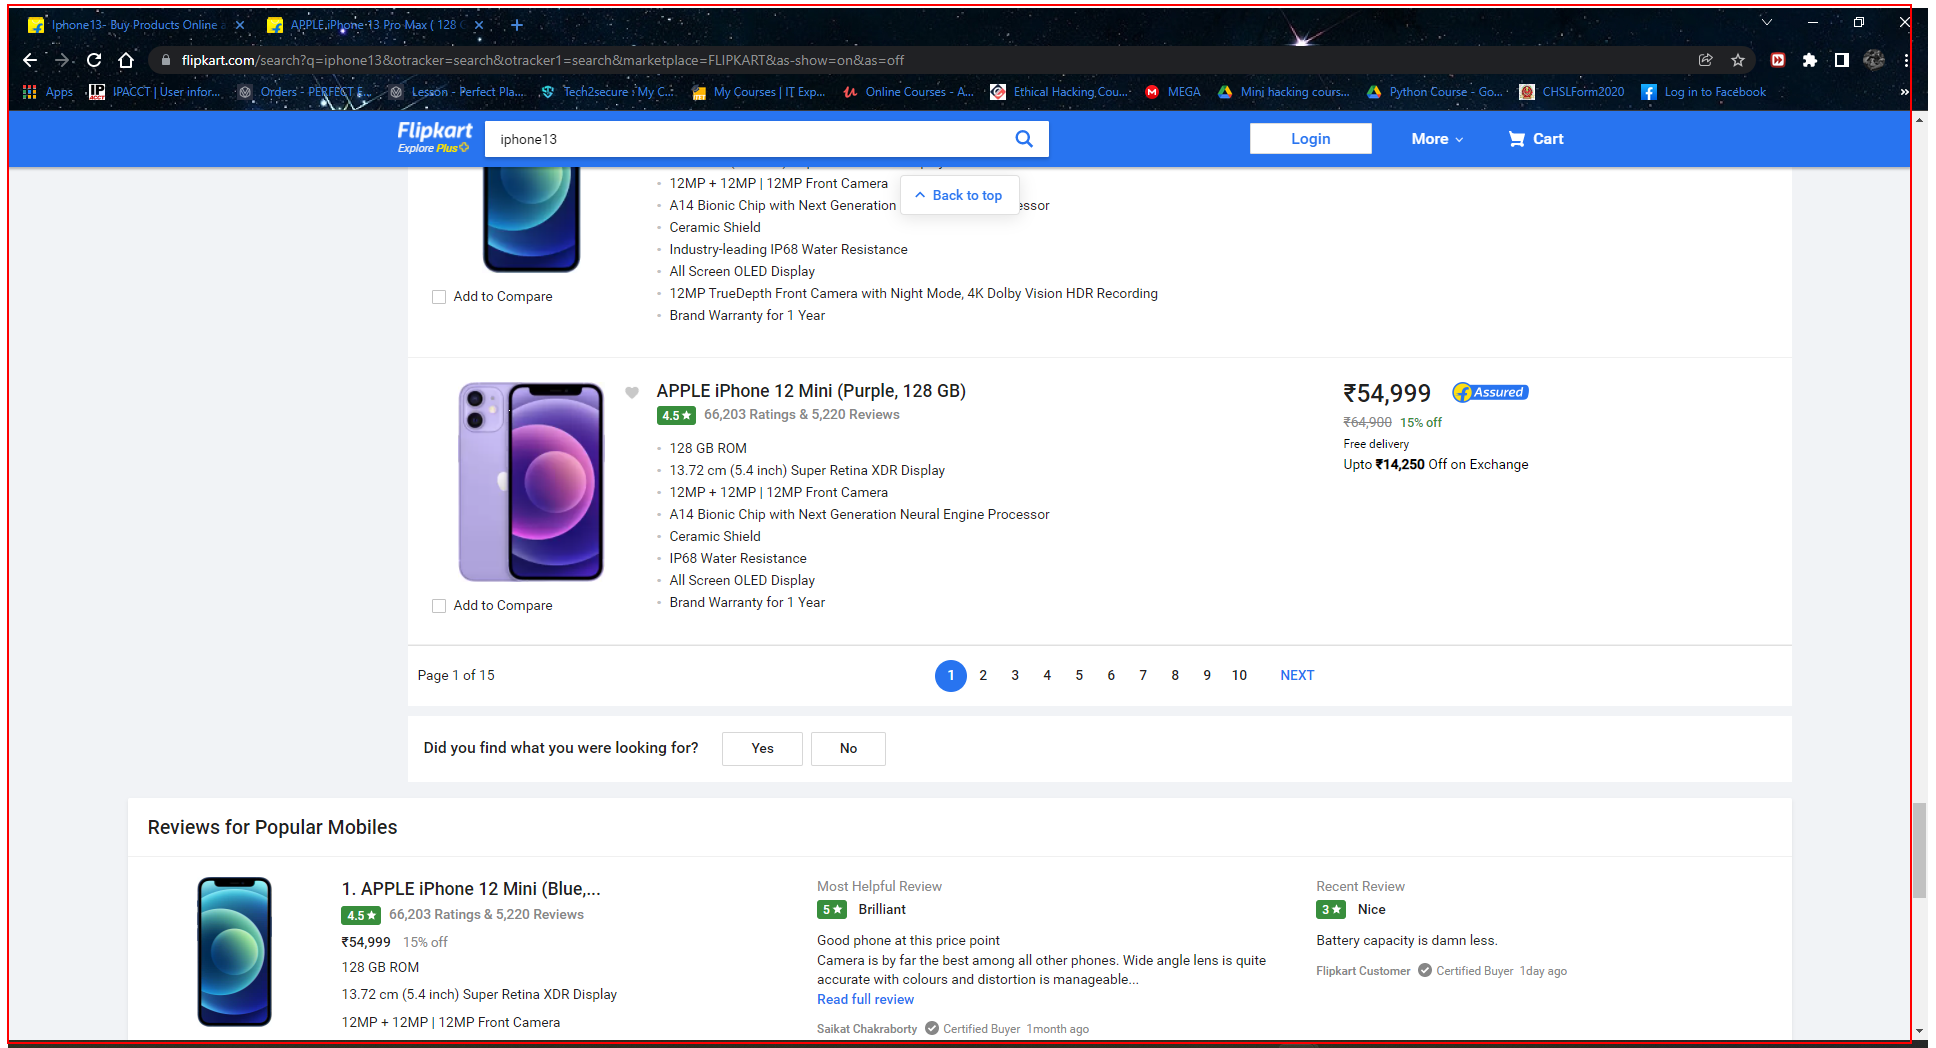 Iphone13- Buy Products Online a
APPLE iPhone 13 Pro Max ( 128 G
flipkart.com/search?q=iphone13&otracker=search&otracker1=search&marketplace=FLIPKART&as-show=on&as=off
Apps
IP
IPACCT | User infor...
Orders - PERFECT E...
Lesson - Perfect Pla...
Tech2secure : My C...
My Courses | IT Exp...
Online Courses - A...
Ethical Hacking Cou...
MEGA
Mini hacking cours...
Python Course - Go...
CHSLForm2020
Log in to Facebook
»
Flipkart
Explore Plus
iphone13
Login
More
Cart
12MP + 12MP | 12MP Front Camera
Back to top
A14 Bionic Chip with Next Generation
Ceramic Shield
Industry-leading IP68 Water Resistance
All Screen OLED Display
Add to Compare
12MP TrueDepth Front Camera with Night Mode, 4K Dolby Vision HDR Recording
Brand Warranty for 1 Year
APPLE iPhone 12 Mini (Purple, 128 GB)
4.5★ 66,203 Ratings & 5,220 Reviews
128 GB ROM
13.72 cm (5.4 inch) Super Retina XDR Display
12MP + 12MP | 12MP Front Camera
A14 Bionic Chip with Next Generation Neural Engine Processor
Ceramic Shield
IP68 Water Resistance
All Screen OLED Display
Brand Warranty for 1 Year
Add to Compare
₹54,999
Assured
₹64,900 15% off
Free delivery
Upto ₹14,250 Off on Exchange
Page 1 of 15
1 2 3 4 5 6 7 8 9 10 NEXT
Did you find what you were looking for? Yes No
Reviews for Popular Mobiles
1. APPLE iPhone 12 Mini (Blue,...
4.5★ 66,203 Ratings & 5,220 Reviews
₹54,999 15% off
128 GB ROM
13.72 cm (5.4 inch) Super Retina XDR Display
12MP + 12MP | 12MP Front Camera
Most Helpful Review
5★ Brilliant
Good phone at this price point
Camera is by far the best among all other phones. Wide angle lens is quite
accurate with colours and distortion is manageable...
Read full review
Saikat Chakraborty Certified Buyer 1month ago
Recent Review
3★ Nice
Battery capacity is damn less.
Flipkart Customer Certified Buyer 1day ago